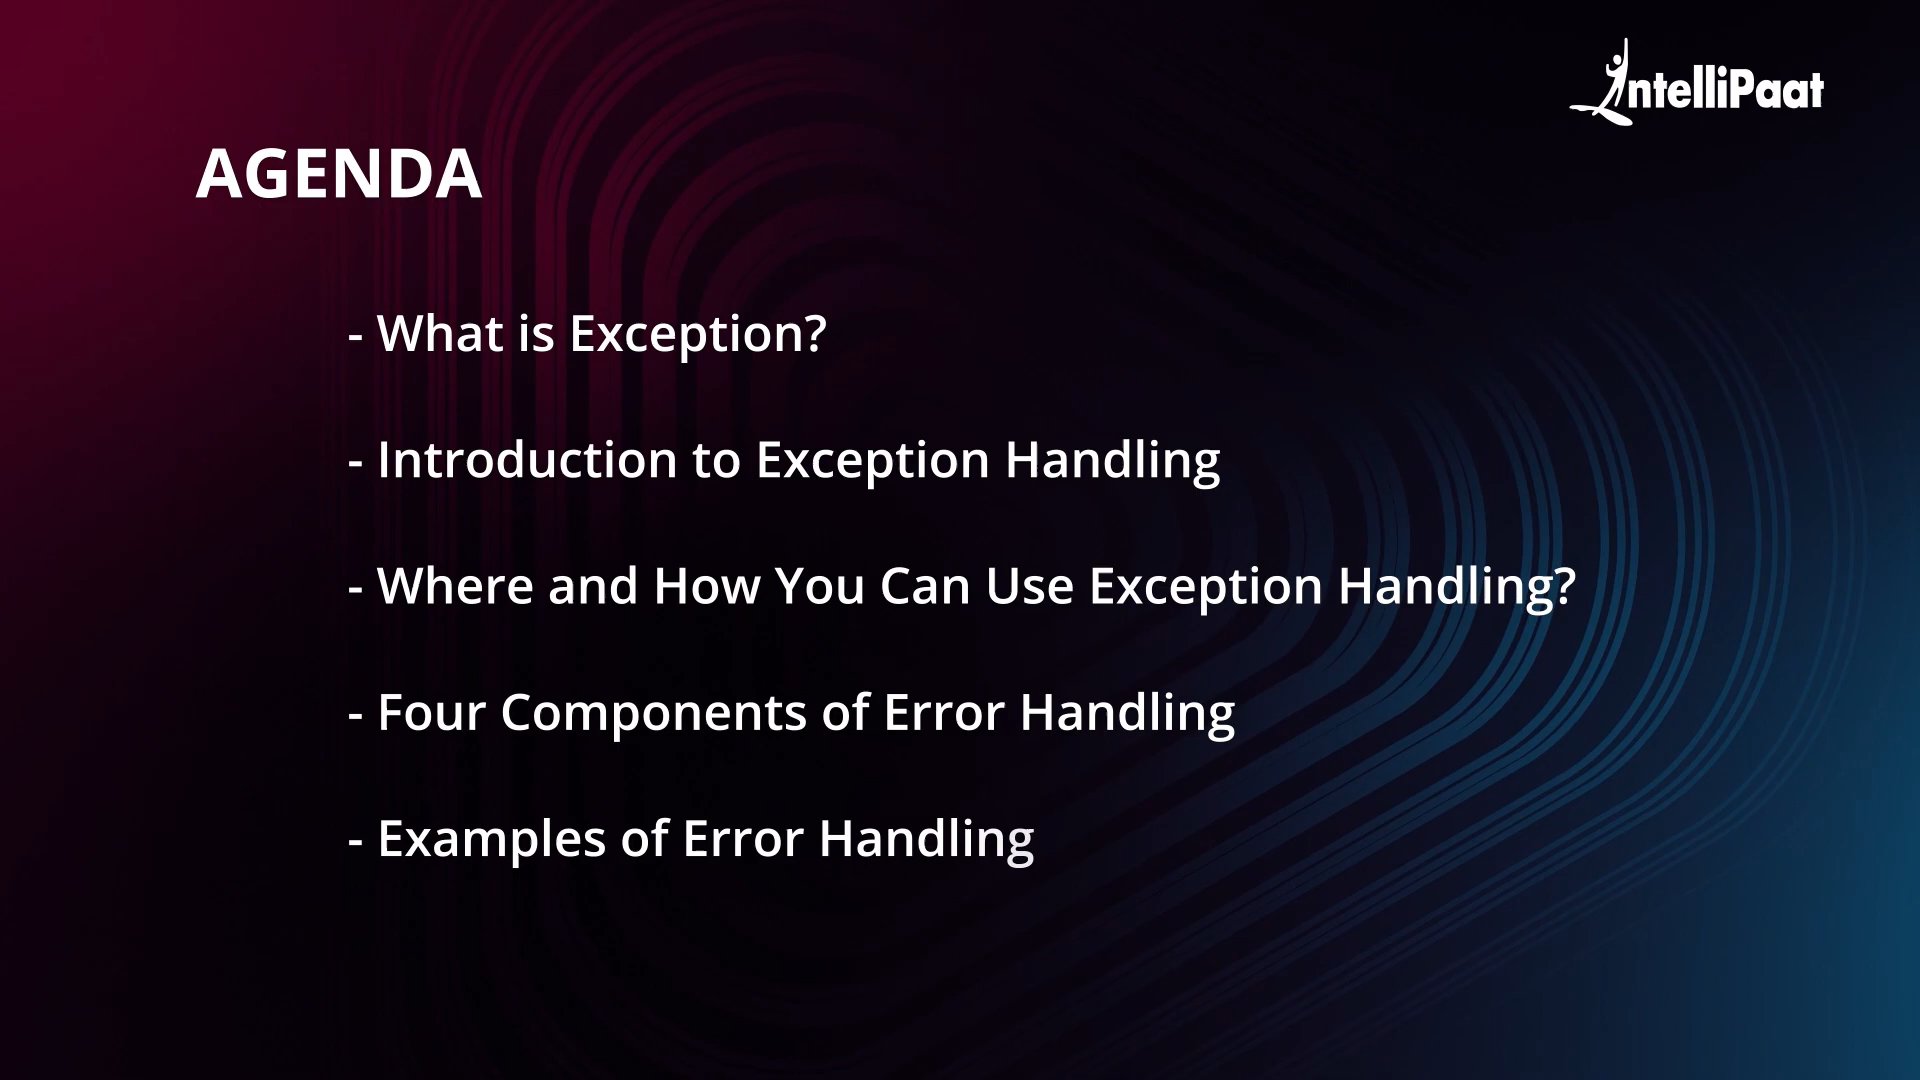 IntelliPaat
AGENDA
- What is Exception?
- Introduction to Exception Handling
- Where and How You Can Use Exception Handling?
- Four Components of Error Handling
- Examples of Error Handling